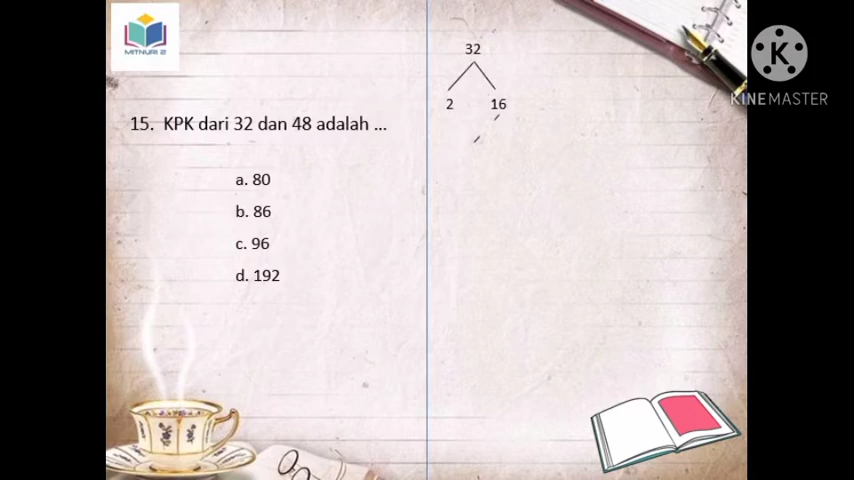 MITNURI 2
15. KPK dari 32 dan 48 adalah ...
a. 80
b. 86
c. 96
d. 192
32
2 16
K
KINEMASTER